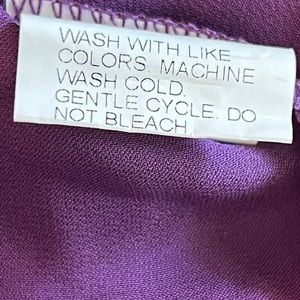 WASH WITH LIKE
COLORS. MACHINE
WASH COLD.
GENTLE CYCLE. DO
NOT BLEACH.